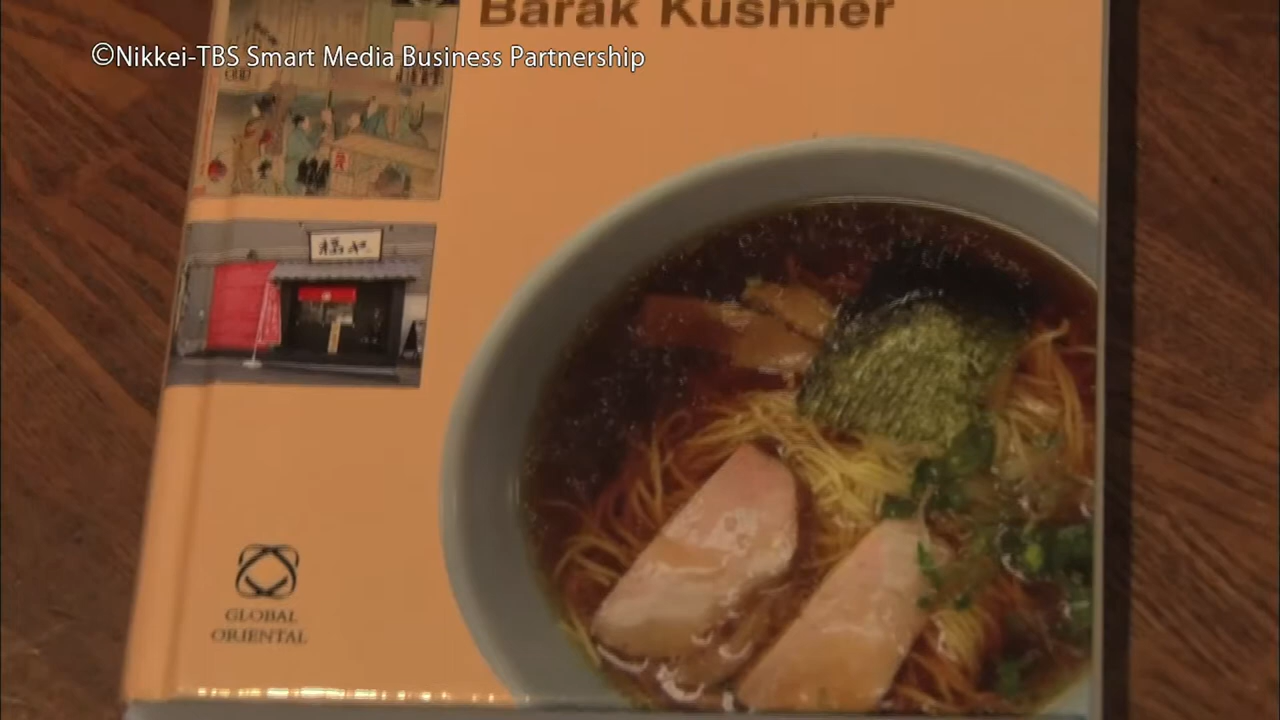 Barak Kushner
©Nikkei-TBS Smart Media Business Partnership
GLOBAL
ORIENTAL